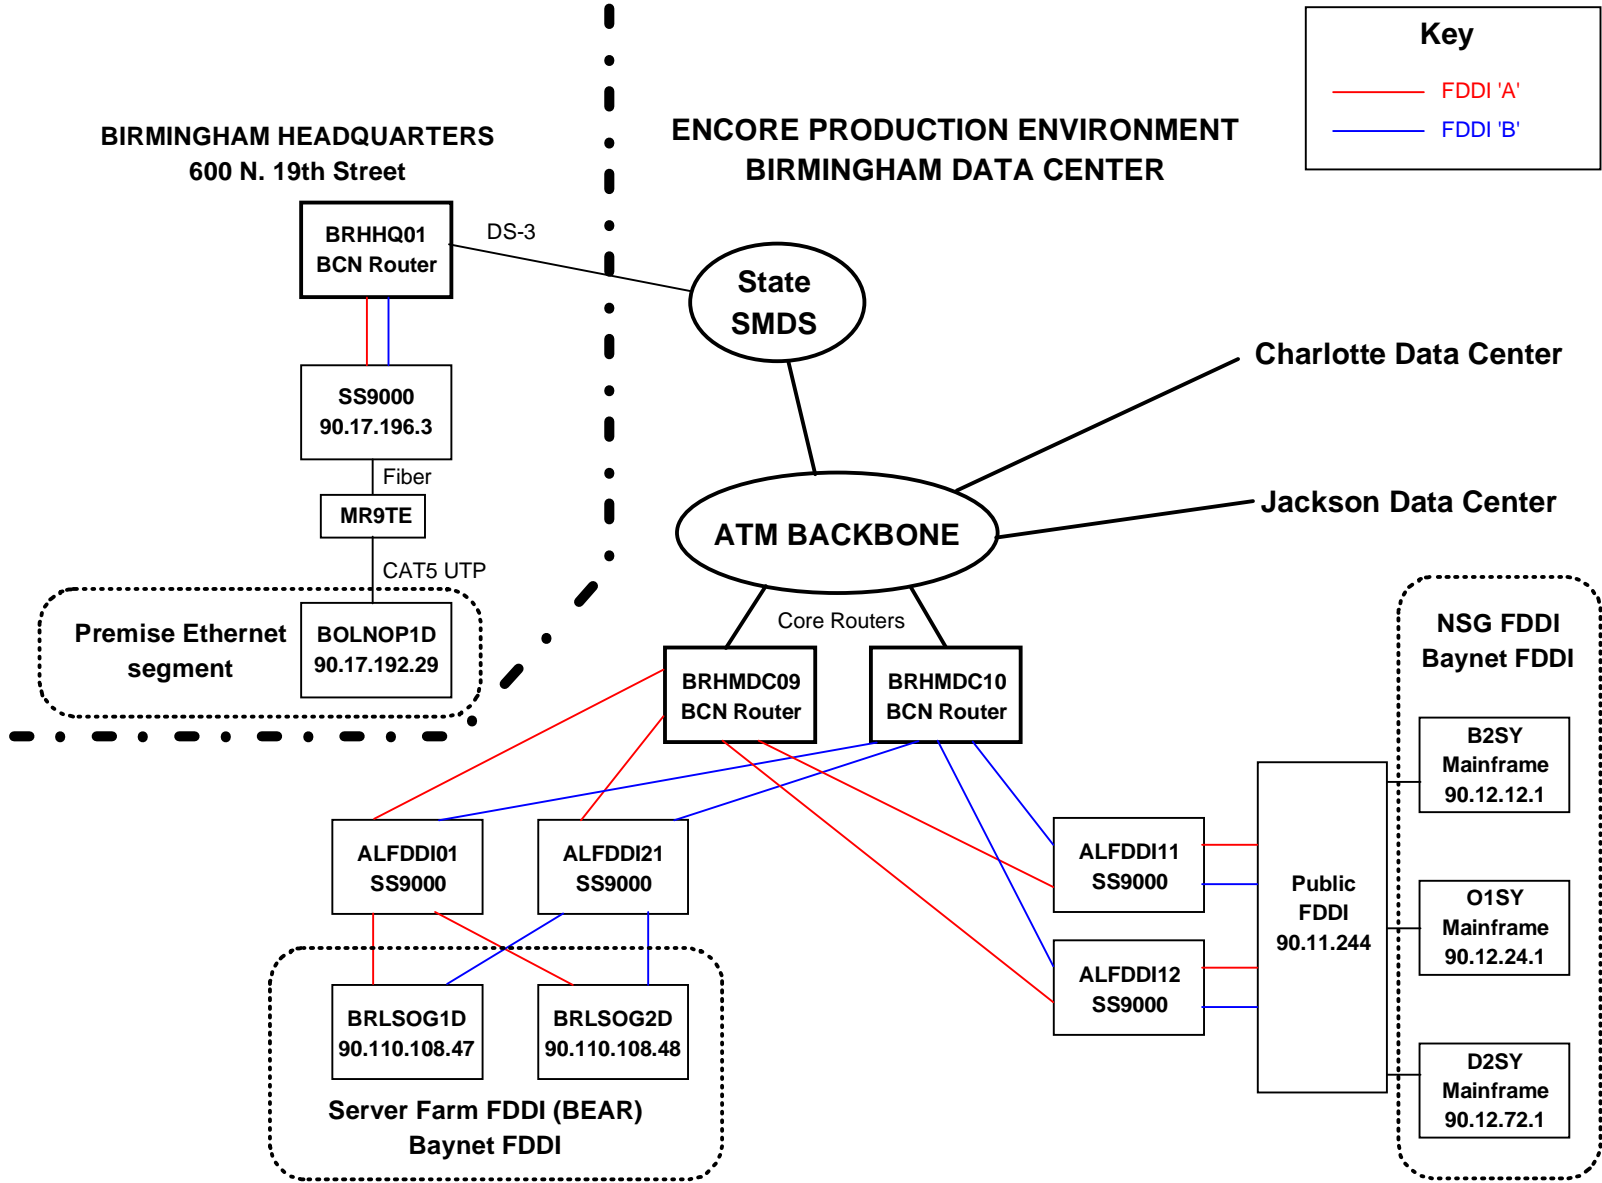 Key
FDDI 'A'
FDDI 'B'
BIRMINGHAM HEADQUARTERS
600 N. 19th Street
ENCORE PRODUCTION ENVIRONMENT
BIRMINGHAM DATA CENTER
BRHHQ01
BCN Router
DS-3
State
SMDS
SS9000
90.17.196.3
Fiber
MR9TE
CAT5 UTP
Premise Ethernet
segment
BOLNOP1D
90.17.192.29
Charlotte Data Center
Jackson Data Center
ATM BACKBONE
Core Routers
BRHMDC09
BCN Router
BRHMDC10
BCN Router
NSG FDDI
Baynet FDDI
B2SY
Mainframe
90.12.12.1
O1SY
Mainframe
90.12.24.1
D2SY
Mainframe
90.12.72.1
Public
FDDI
90.11.244
ALFDDI01
SS9000
ALFDDI21
SS9000
ALFDDI11
SS9000
ALFDDI12
SS9000
BRLSOG1D
90.110.108.47
BRLSOG2D
90.110.108.48
Server Farm FDDI (BEAR)
Baynet FDDI